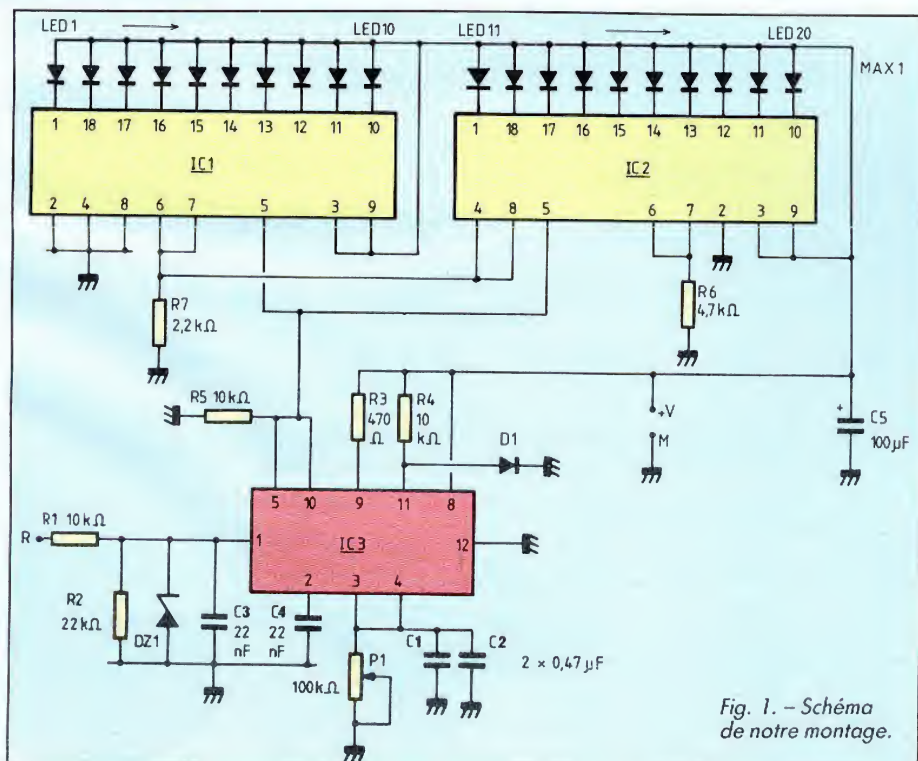 LED 1
LED10
LED11
LED 20
MAX 1
1 18 17 16 15 14 13 12 11 10
IC1
2 4 8 6 7 5 3 9
1 18 17 16 15 14 13 12 11 10
IC2
4 8 5 6 7 2 3 9
R7
2,2 kΩ
R6
4,7 kΩ
R5 10 kΩ
R3
470
Ω
R4
10
kΩ
D1
+V
M
+
C5
100 µF
5 10 9 11 8
R
R1 10 kΩ
1
IC3
12
2 3 4
R2
22 kΩ
DZ1
C3
22
nF
C4
22
nF
P1
100 kΩ
C1
C2
2 × 0,47 µF
Fig. 1. – Schéma
de notre montage.